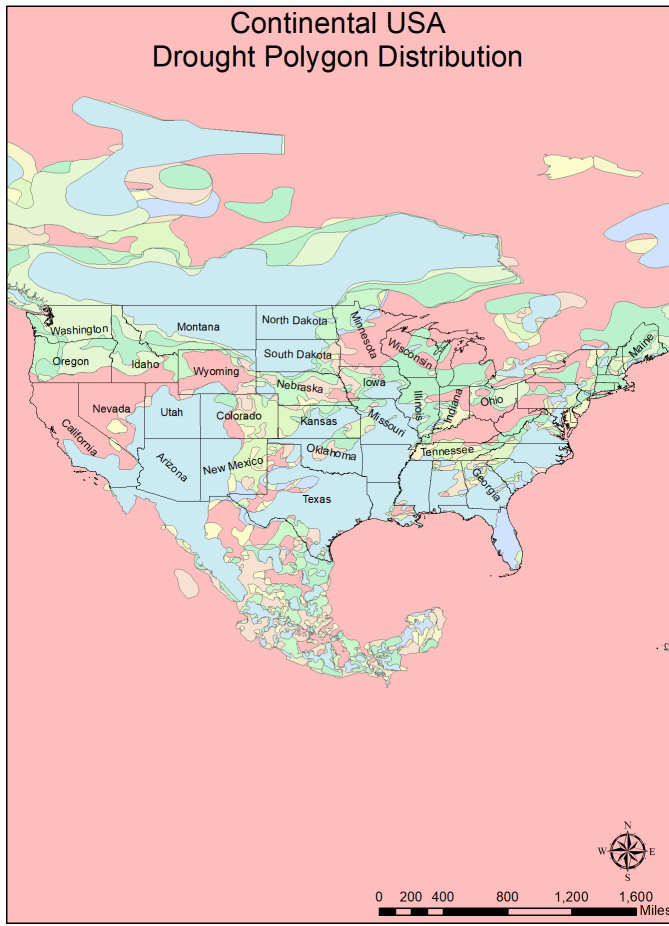 Continental USA
Drought Polygon Distribution
Washington
Montana
North Dakota
Minnesota
Maine
Oregon
Idaho
Wyoming
South Dakota
Wisconsin
Nebraska
Iowa
Nevada
Utah
Colorado
Kansas
Missouri
Illinois
Indiana
Ohio
California
Arizona
New Mexico
Oklahoma
Tennessee
Georgia
Texas
N
W
E
S
0 200 400 800 1,200 1,600
Miles